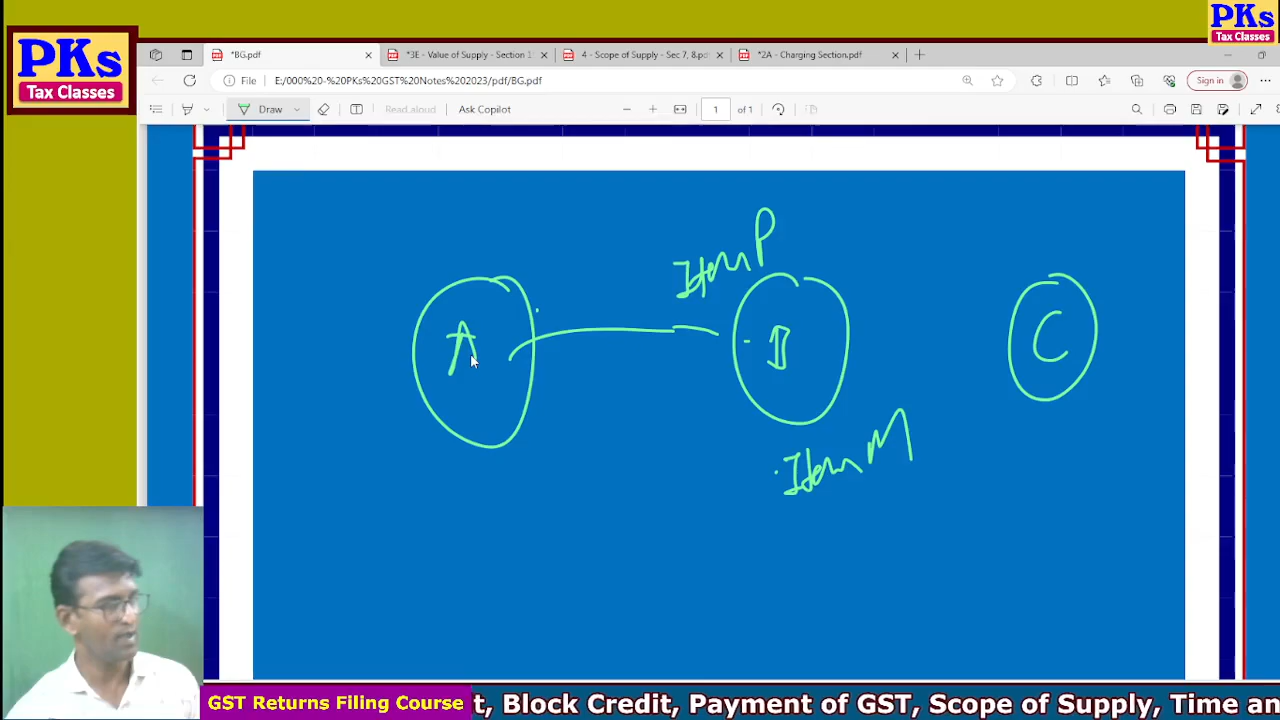 PKs
Tax Classes
PKs
Tax Classes
*BG.pdf
*3E - Value of Supply - Section 1
4 - Scope of Supply - Sec 7, 8.pd
*2A - Charging Section.pdf
File
E:/000%20-%20PKs%20GST%20Notes%202023/pdf/BG.pdf
Sign in
Draw
Read aloud
Ask Copilot
1
of 1
Item P
A
B
C
Item M
GST Returns Filing Course
t, Block Credit, Payment of GST, Scope of Supply, Time an